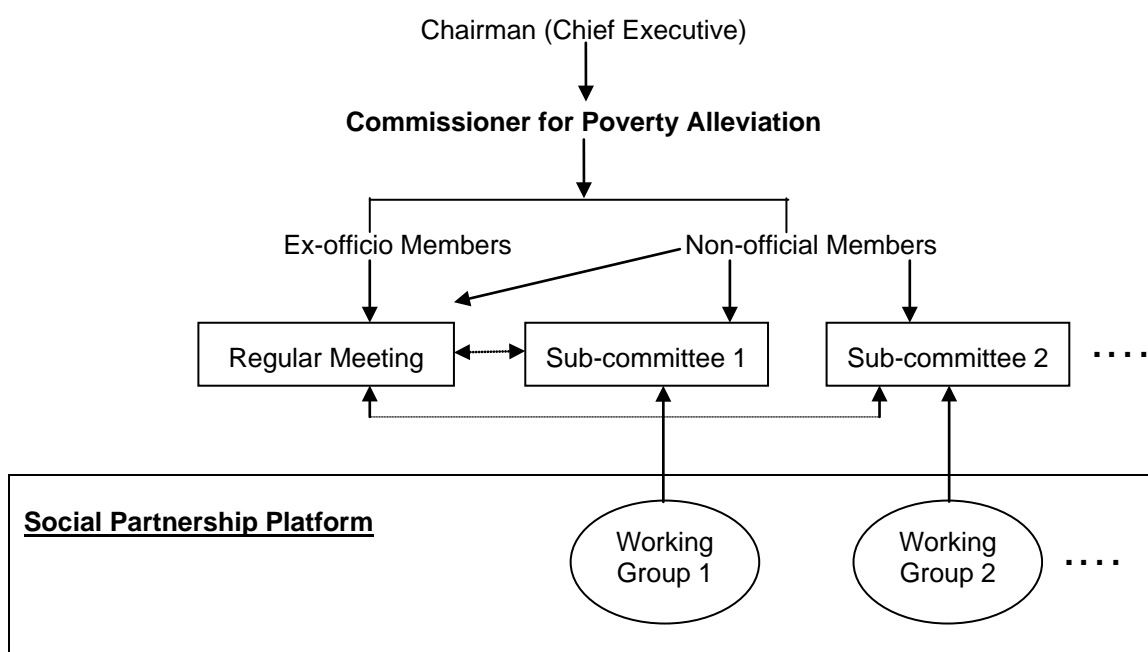 Chairman (Chief Executive)
Commissioner for Poverty Alleviation
Ex-officio Members
Non-official Members
Regular Meeting
Sub-committee 1
Sub-committee 2
....
Social Partnership Platform
Working
Group 1
Working
Group 2
....